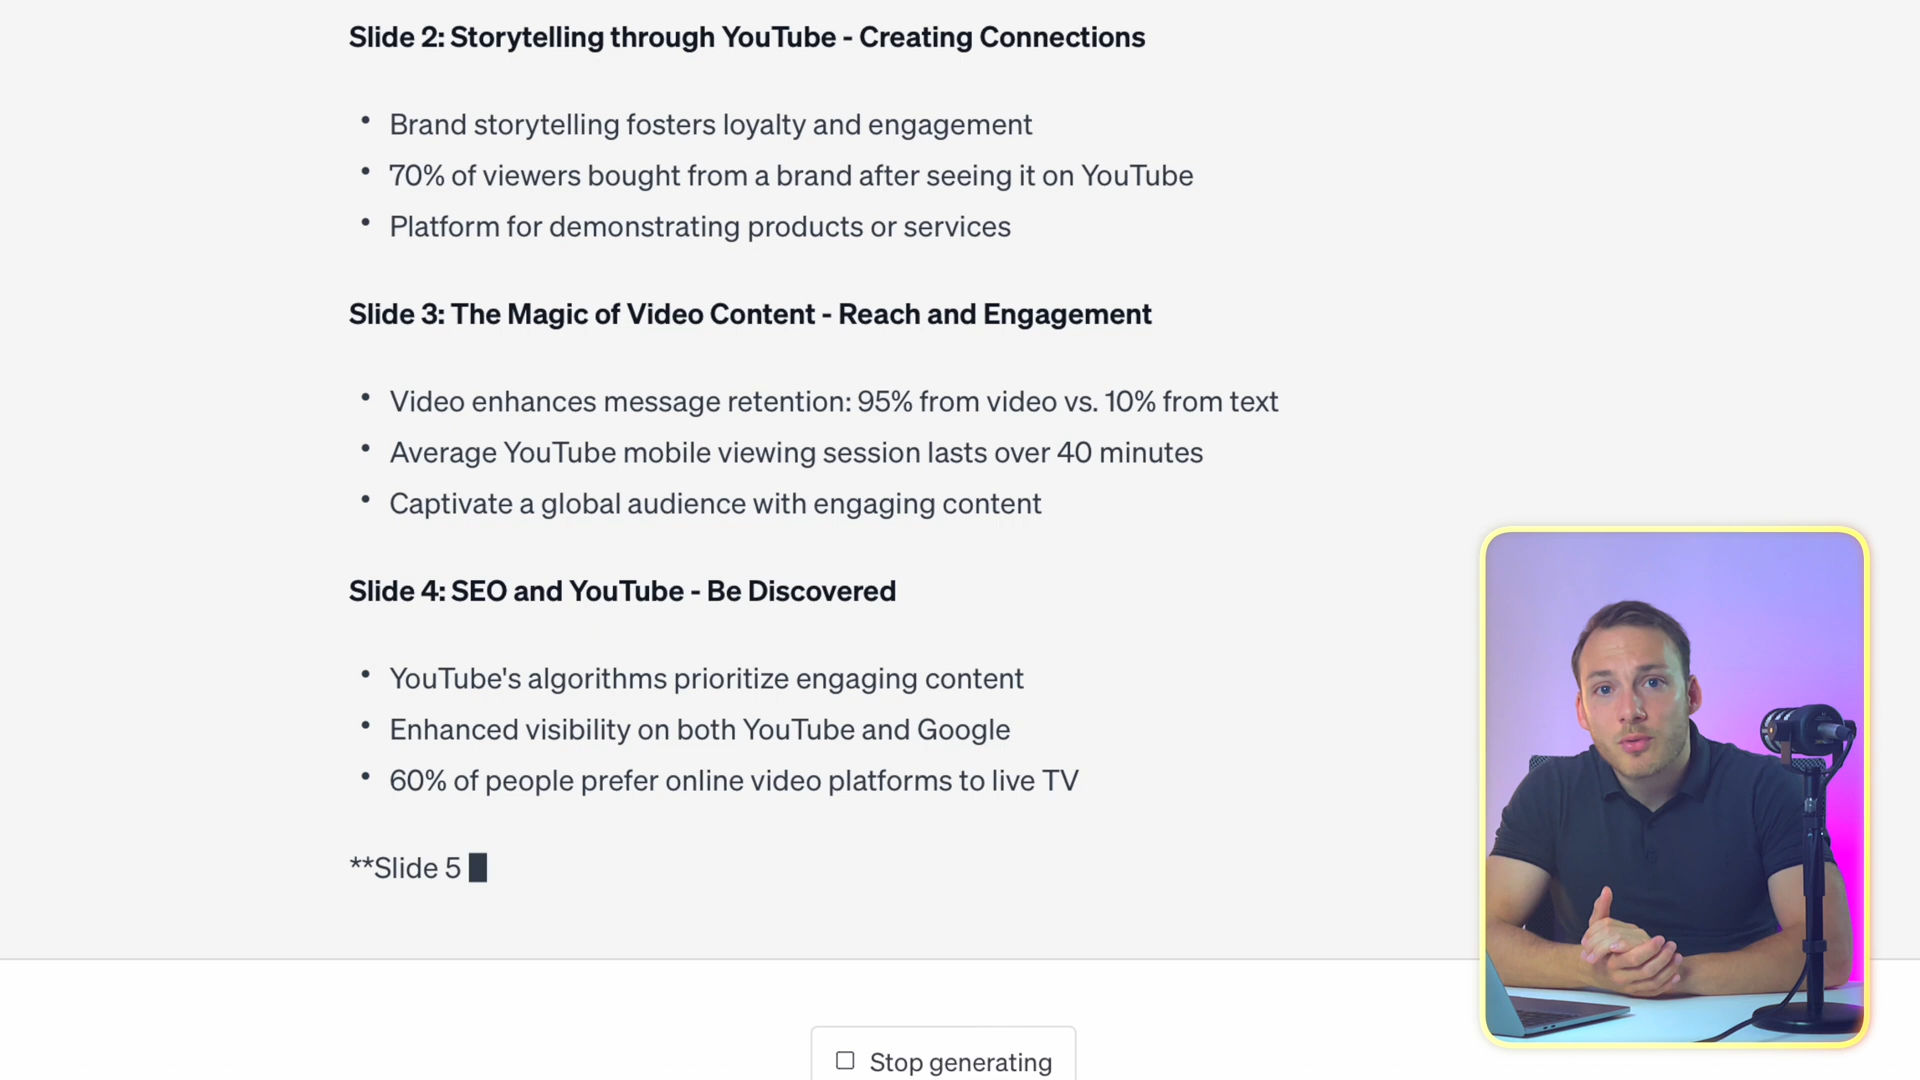 Slide 2: Storytelling through YouTube - Creating Connections
• Brand storytelling fosters loyalty and engagement
• 70% of viewers bought from a brand after seeing it on YouTube
• Platform for demonstrating products or services
Slide 3: The Magic of Video Content - Reach and Engagement
• Video enhances message retention: 95% from video vs. 10% from text
• Average YouTube mobile viewing session lasts over 40 minutes
• Captivate a global audience with engaging content
Slide 4: SEO and YouTube - Be Discovered
• YouTube's algorithms prioritize engaging content
• Enhanced visibility on both YouTube and Google
• 60% of people prefer online video platforms to live TV
**Slide 5
Stop generating